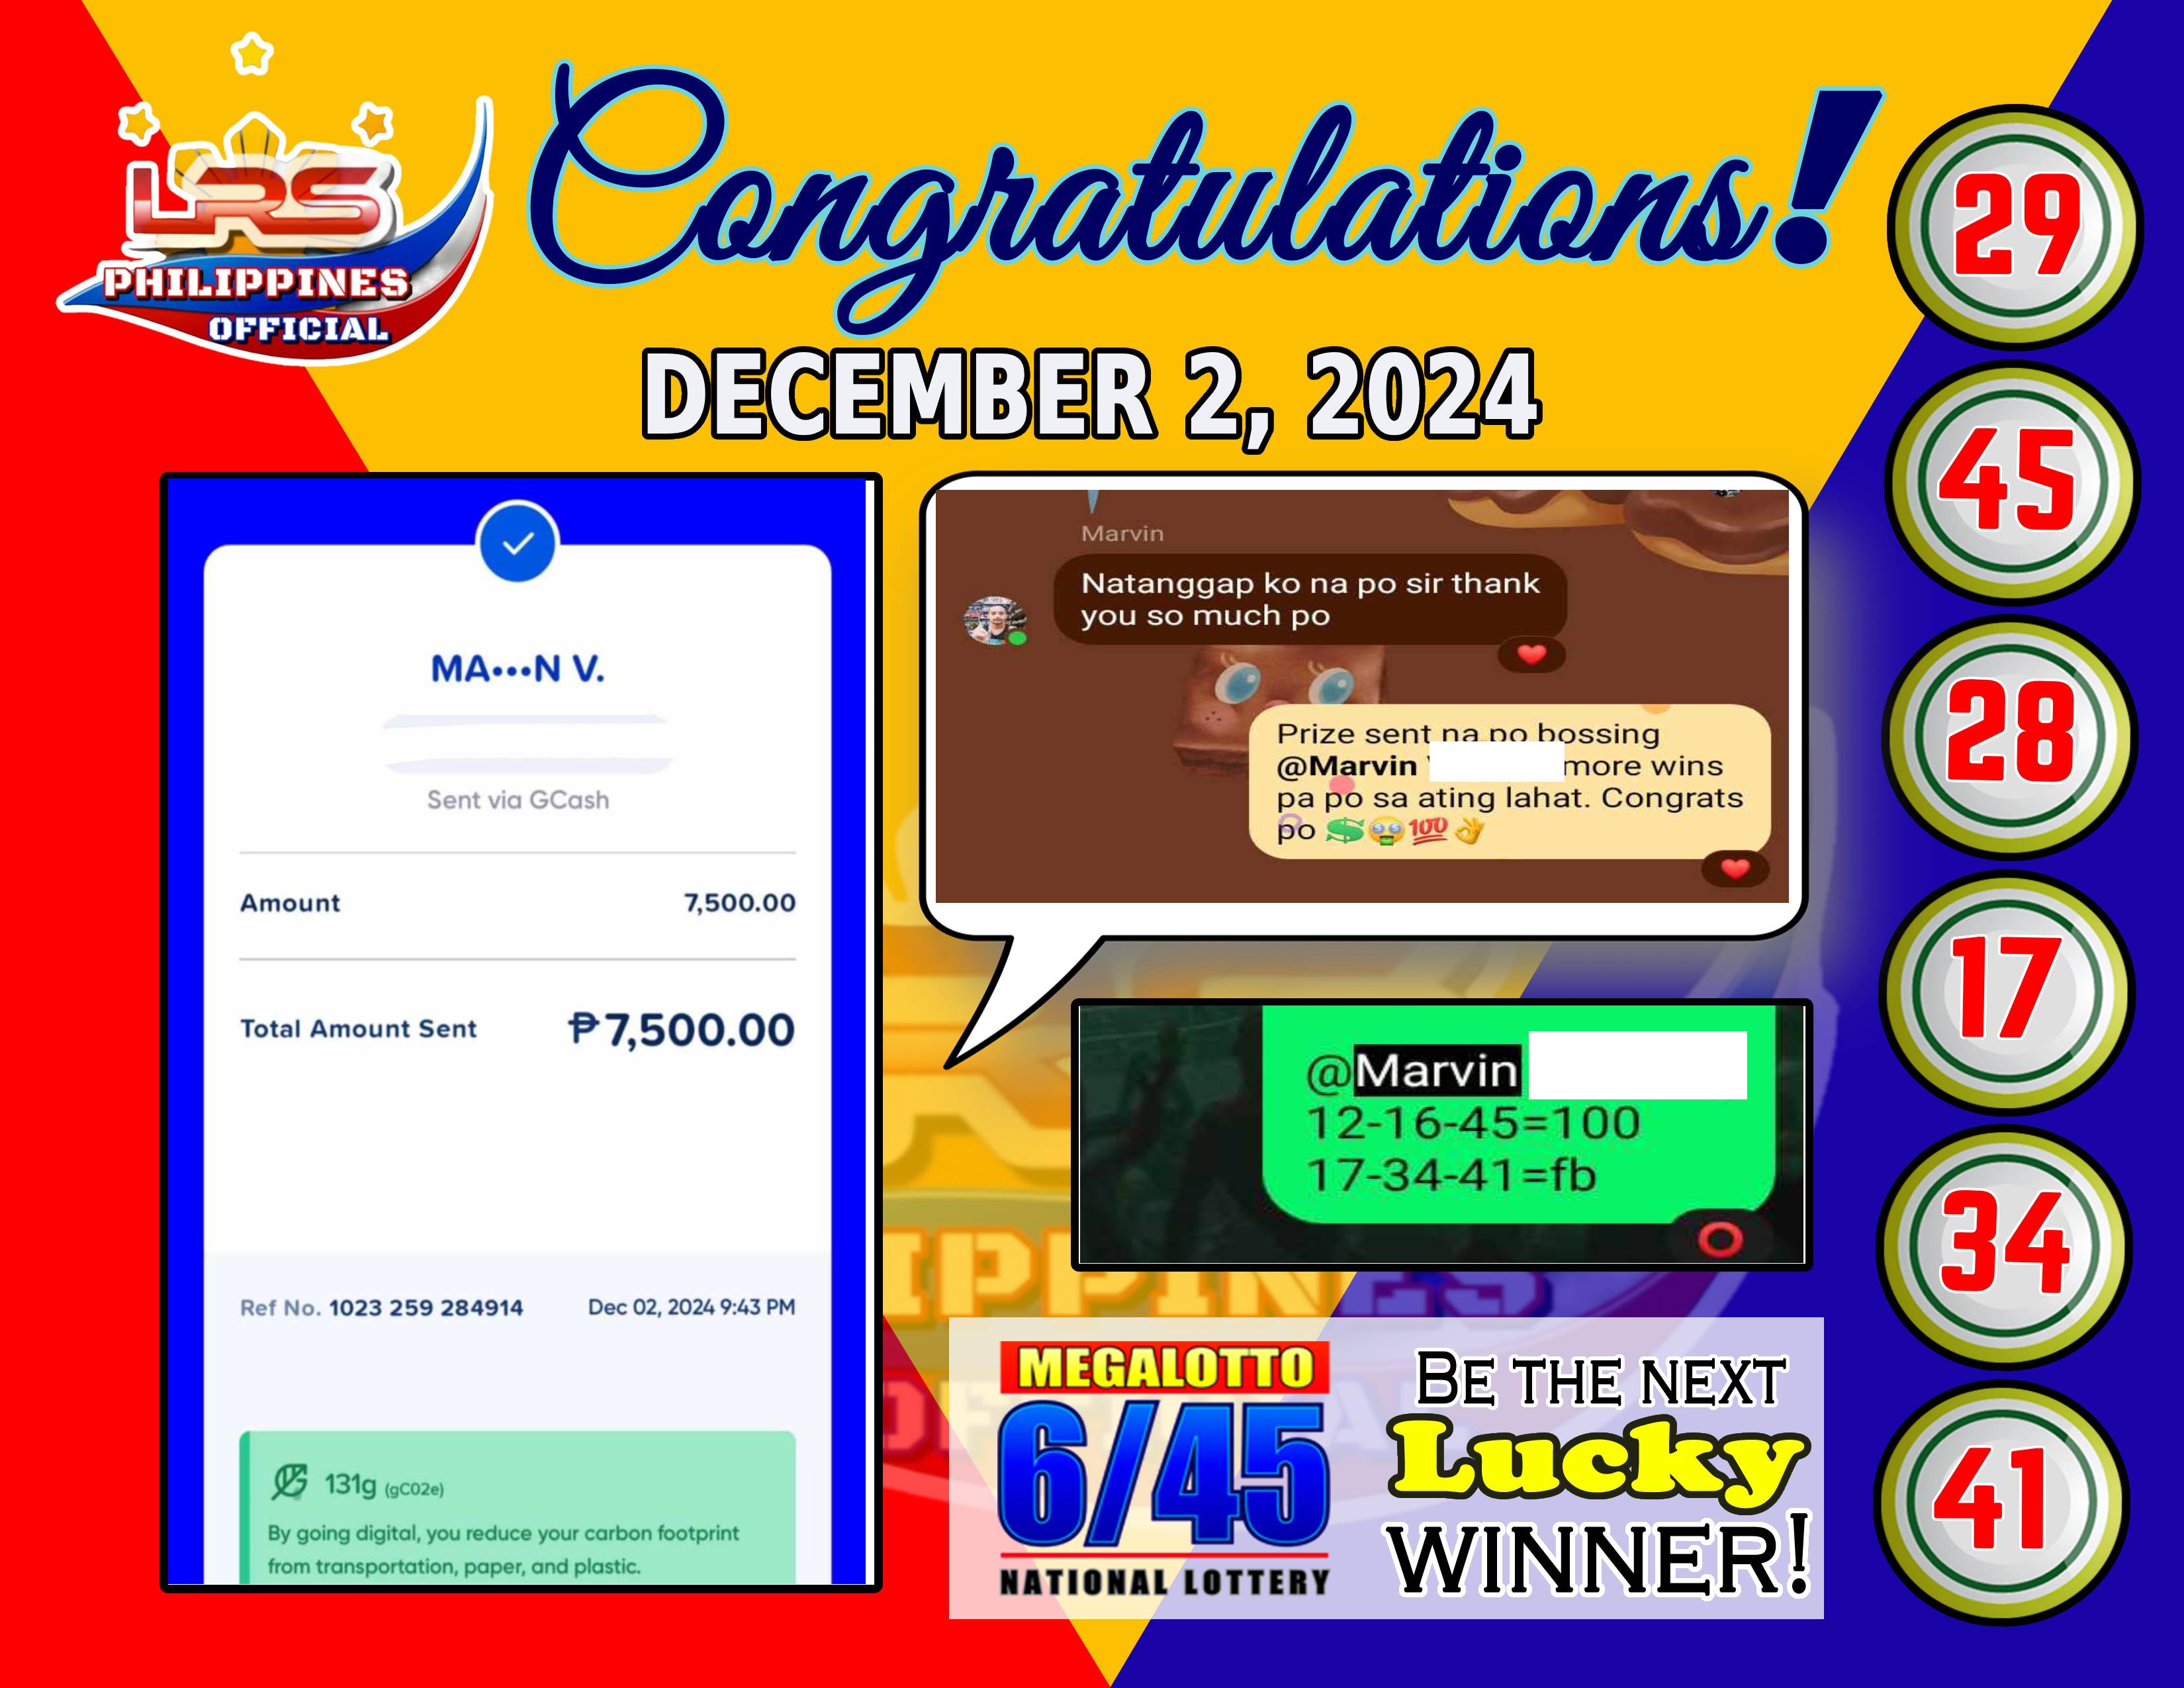 LRS
PHILIPPINES
OFFICIAL
Congratulations!
DECEMBER 2, 2024
MA•••N V.
Sent via GCash
Amount 7,500.00
Total Amount Sent ₱7,500.00
Ref No. 1023 259 284914 Dec 02, 2024 9:43 PM
131g (gC02e)
By going digital, you reduce your carbon footprint
from transportation, paper, and plastic.
Marvin
Natanggap ko na po sir thank
you so much po
Prize sent na po bossing
@Marvin more wins
pa po sa ating lahat. Congrats
po 💲🤑💯👌
@Marvin
12-16-45=100
17-34-41=fb
MEGALOTTO
6/45
NATIONAL LOTTERY
BE THE NEXT
Lucky
WINNER!
29
45
28
17
34
41